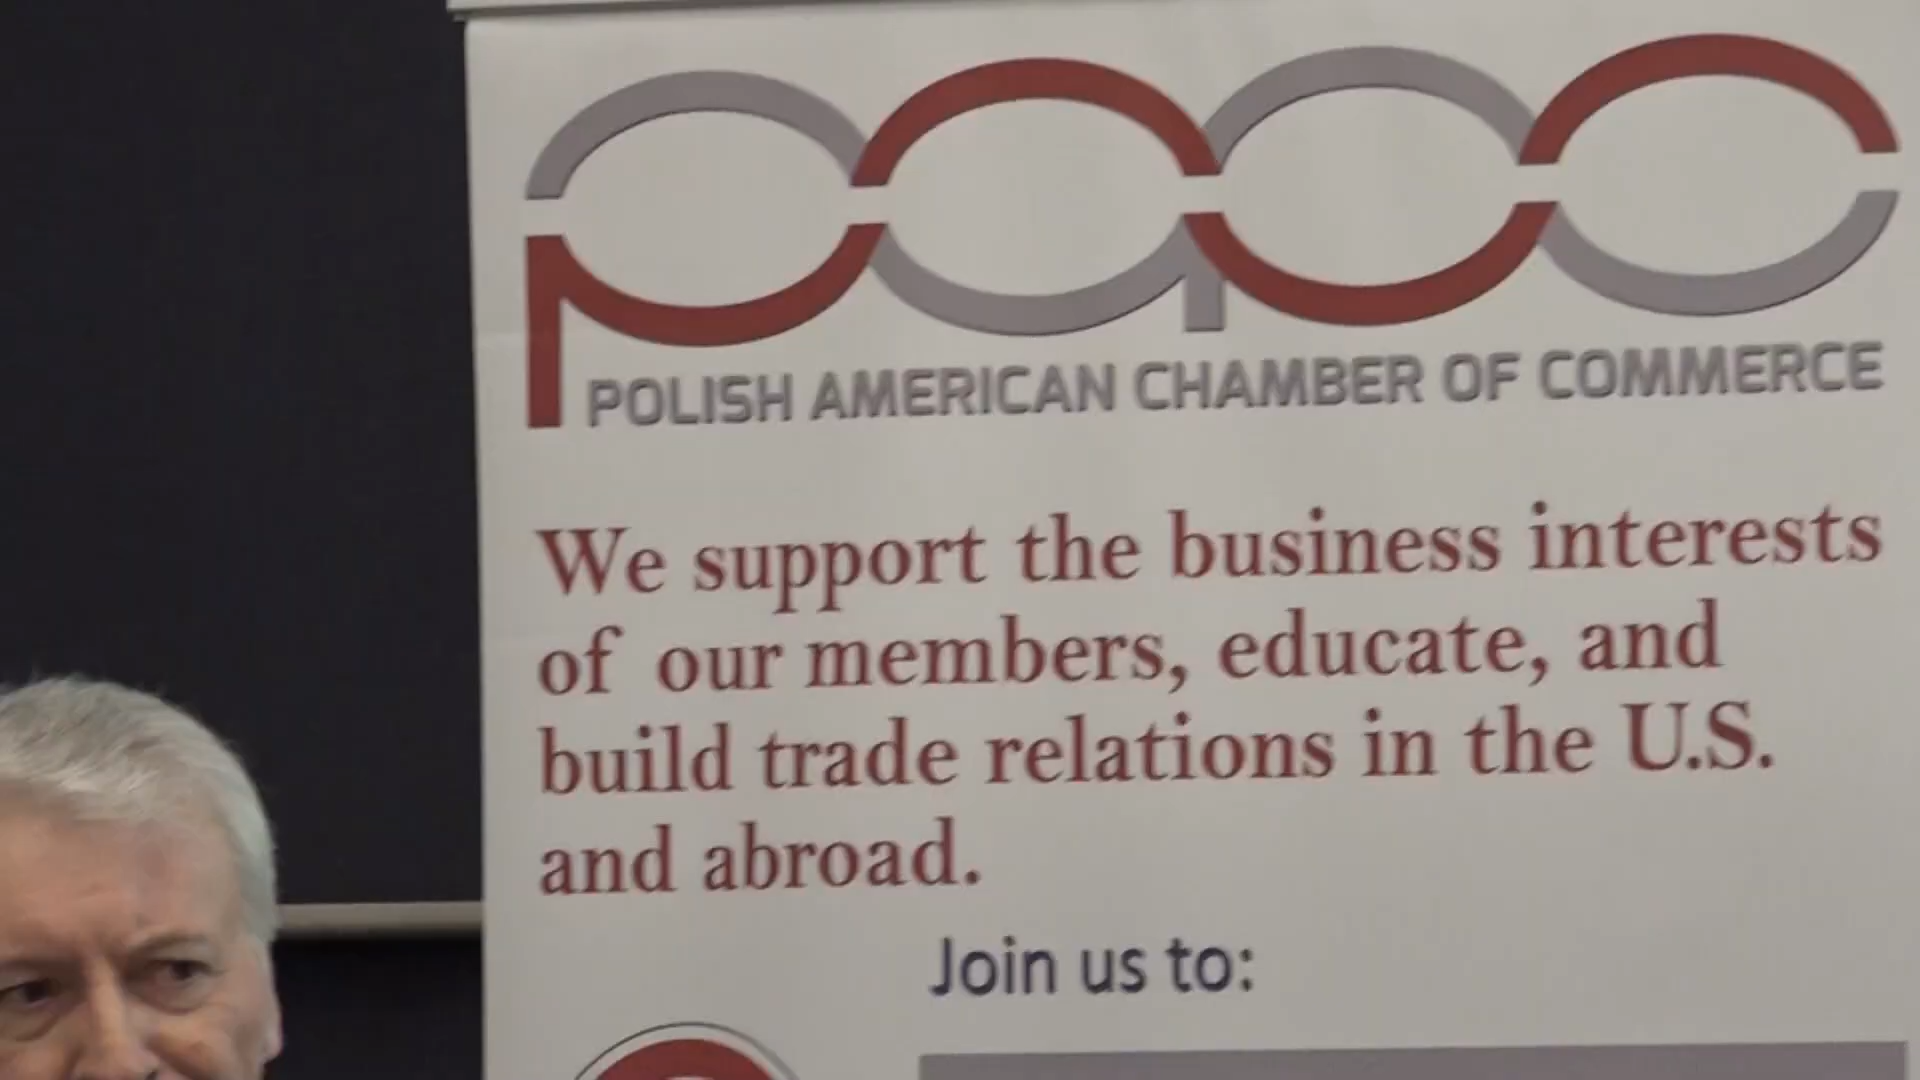 pacc
POLISH AMERICAN CHAMBER OF COMMERCE
We support the business interests
of our members, educate, and
build trade relations in the U.S.
and abroad.
Join us to: